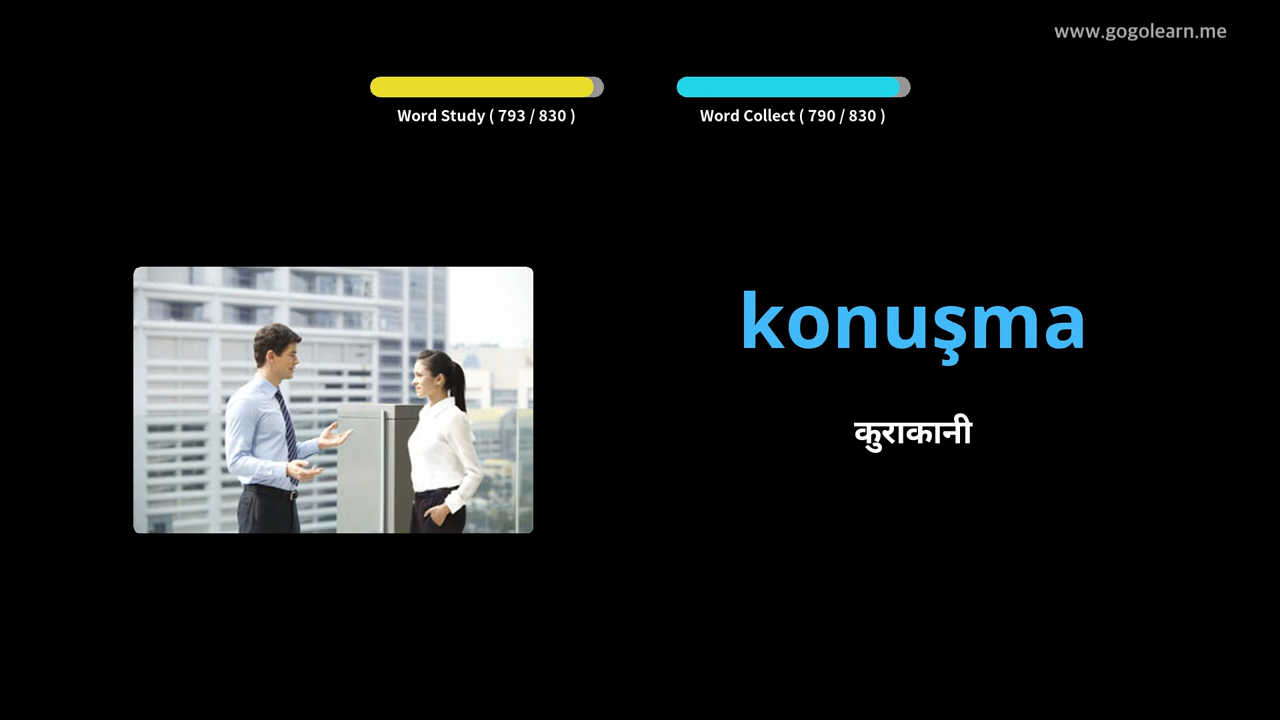 www.gogolearn.me
Word Study ( 793 / 830 )
Word Collect ( 790 / 830 )
konuşma
कुराकानी